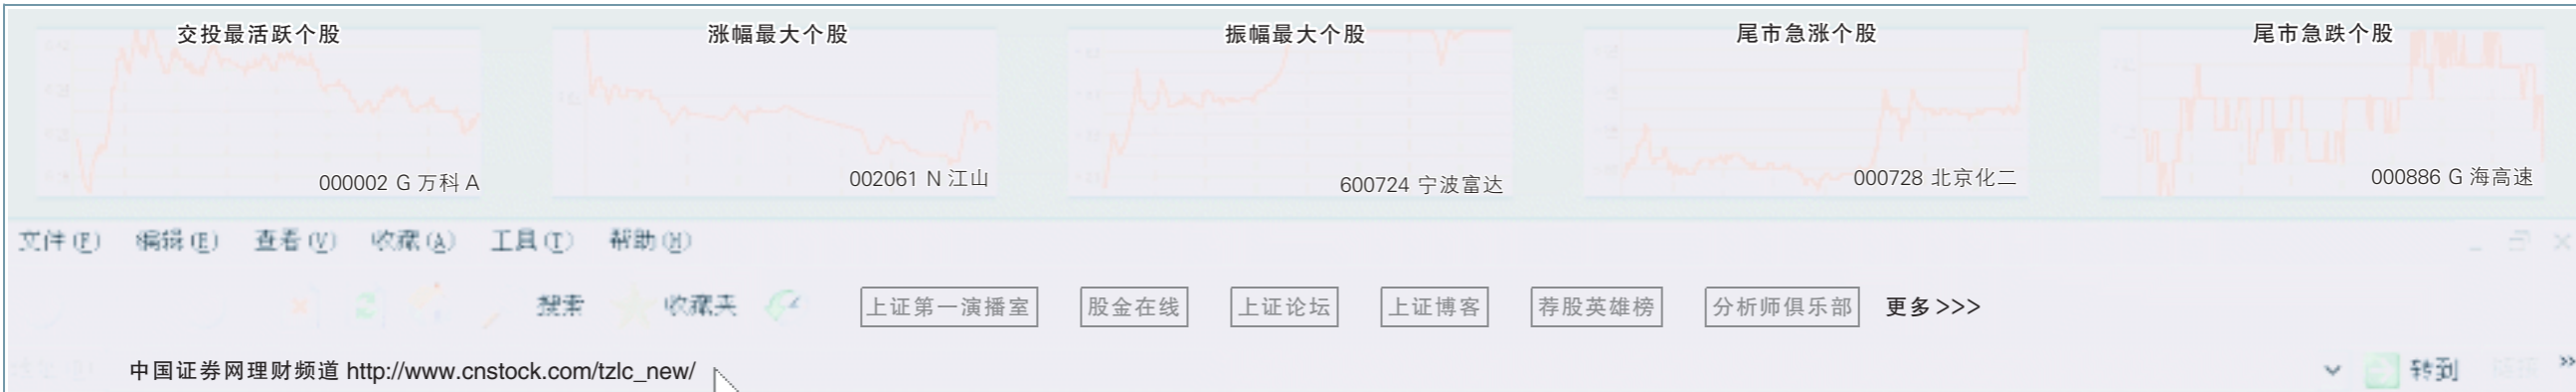 交投最活跃个股
涨幅最大个股
振幅最大个股
尾市急涨个股
尾市急跌个股
000002 G 万科 A
002061 N 江山
600724 宁波富达
000728 北京化二
000886 G 海高速
文件(F) 编辑(E) 查看(V) 收藏(A) 工具(T) 帮助(H)
搜索 收藏夹 上证第一演播室 股金在线 上证论坛 上证博客 荐股英雄榜 分析师俱乐部 更多>>>
中国证券网理财频道 http://www.cnstock.com/tzlc_new/ 转到